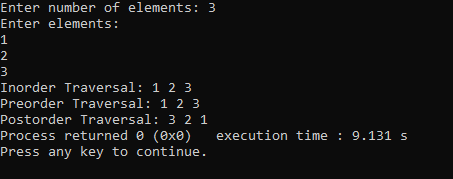 Enter number of elements: 3
Enter elements:
1
2
3
Inorder Traversal: 1 2 3
Preorder Traversal: 1 2 3
Postorder Traversal: 3 2 1
Process returned 0 (0x0)   execution time : 9.131 s
Press any key to continue.